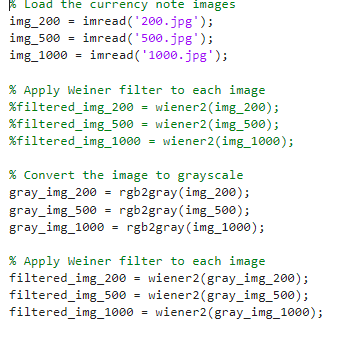 % Load the currency note images
img_200 = imread('200.jpg');
img_500 = imread('500.jpg');
img_1000 = imread('1000.jpg');
% Apply Weiner filter to each image
%filtered_img_200 = wiener2(img_200);
%filtered_img_500 = wiener2(img_500);
%filtered_img_1000 = wiener2(img_1000);
% Convert the image to grayscale
gray_img_200 = rgb2gray(img_200);
gray_img_500 = rgb2gray(img_500);
gray_img_1000 = rgb2gray(img_1000);
% Apply Weiner filter to each image
filtered_img_200 = wiener2(gray_img_200);
filtered_img_500 = wiener2(gray_img_500);
filtered_img_1000 = wiener2(gray_img_1000);